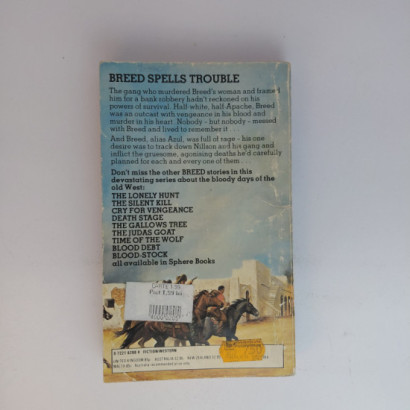 BREED SPELLS TROUBLE
The gang who murdered Breed's woman and framed
him for a bank robbery hadn't reckoned on his
powers of survival. Half-white, half-Apache, Breed
was an outcast with vengeance in his blood and
murder in his heart. Nobody - but nobody - messed
with Breed and lived to remember it . . .
And Breed, alias Azul, was full of rage - his one
desire was to track down Nillson and his gang and
inflict the gruesome, agonising deaths he'd carefully
planned for each and every one of them . . .
Don't miss the other BREED stories in this
devastating series about the bloody days of the
old West:
THE LONELY HUNT
THE SILENT KILL
CRY FOR VENGEANCE
DEATH STAGE
THE GALLOWS TREE
THE JUDAS GOAT
TIME OF THE WOLF
BLOOD DEBT
BLOOD-STOCK
all available in Sphere Books
FICTION/WESTERN